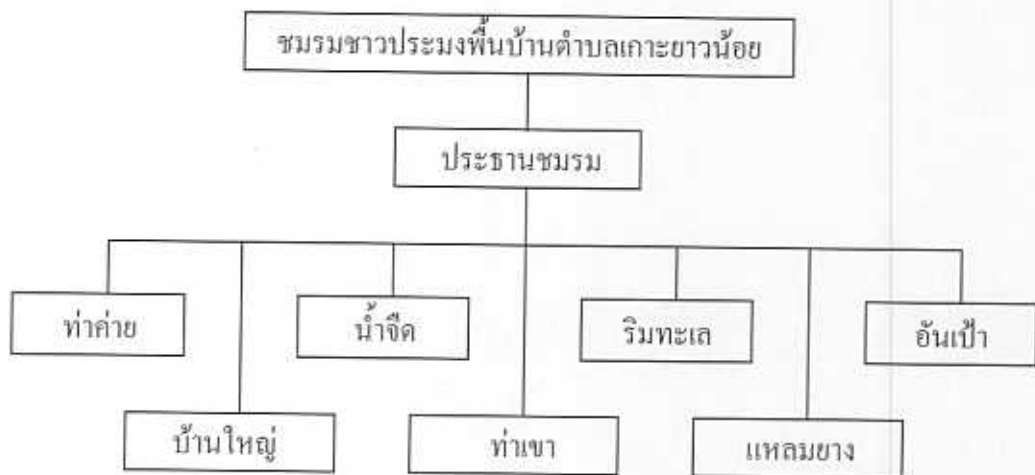 ชมรมชาวประมงพื้นบ้านตำบลเกาะยาวน้อย
ประธานชมรม
ท่าค่าย
น้ำจืด
ริมทะเล
อันเป้า
บ้านใหญ่
ท่าเขา
แหลมยาง